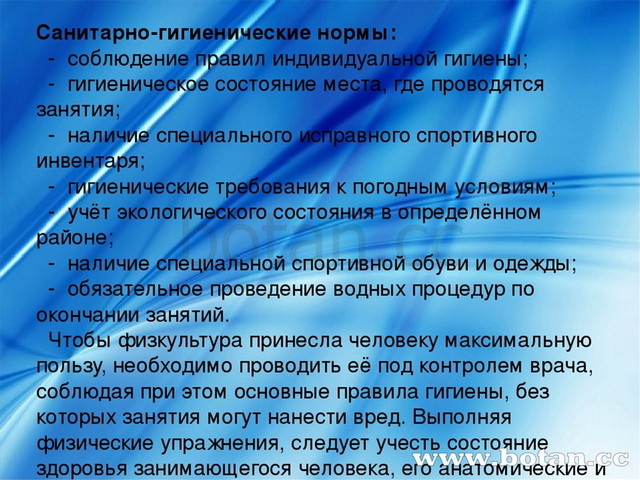 Санитарно-гигиенические нормы:
- соблюдение правил индивидуальной гигиены;
- гигиеническое состояние места, где проводятся
занятия;
- наличие специального исправного спортивного
инвентаря;
- гигиенические требования к погодным условиям;
- учёт экологического состояния в определённом
районе;
- наличие специальной спортивной обуви и одежды;
- обязательное проведение водных процедур по
окончании занятий.
Чтобы физкультура принесла человеку максимальную
пользу, необходимо проводить её под контролем врача,
соблюдая при этом основные правила гигиены, без
которых занятия могут нанести вред. Выполняя
физические упражнения, следует учесть состояние
здоровья занимающегося человека, его анатомические и
botan.cc
www.botan.cc